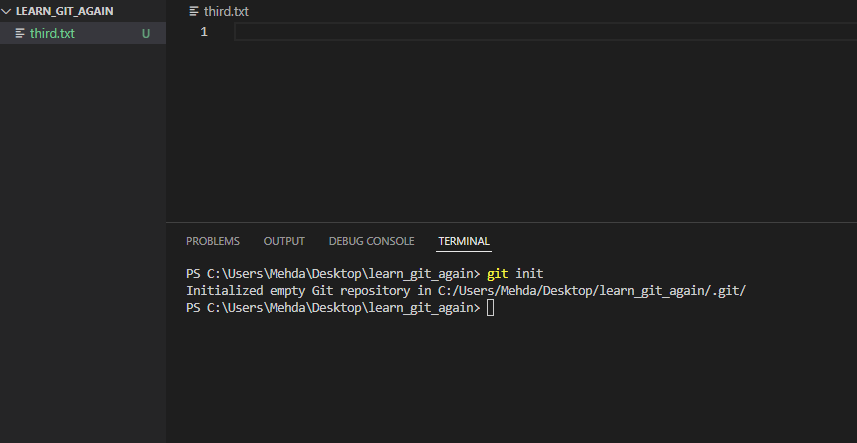 LEARN_GIT_AGAIN
third.txt U
third.txt
1
PROBLEMS OUTPUT DEBUG CONSOLE TERMINAL
PS C:\Users\Mehda\Desktop\learn_git_again> git init
Initialized empty Git repository in C:/Users/Mehda/Desktop/learn_git_again/.git/
PS C:\Users\Mehda\Desktop\learn_git_again>